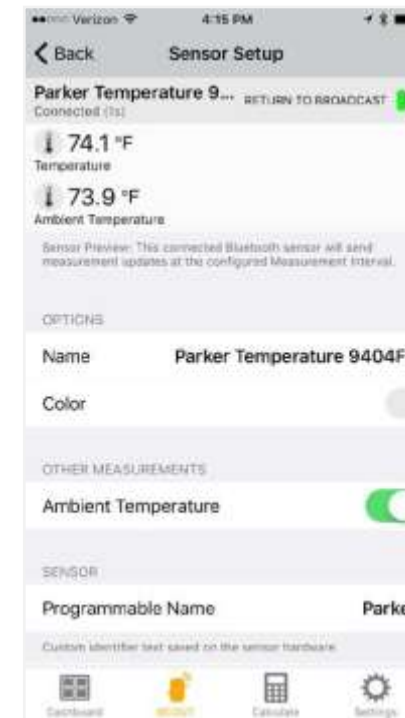 Verizon 4:15 PM
Back Sensor Setup
Parker Temperature 9... RETURN TO BROADCAST
Connected (1s)
74.1 °F
Temperature
73.9 °F
Ambient Temperature
Sensor Preview: This connected Bluetooth sensor will send
measurement updates at the configured Measurement Interval.
OPTIONS
Name Parker Temperature 9404F
Color
OTHER MEASUREMENTS
Ambient Temperature
SENSOR
Programmable Name Parke
Custom identifier text saved on the sensor hardware.
Dashboard SCOUT Calculate Settings